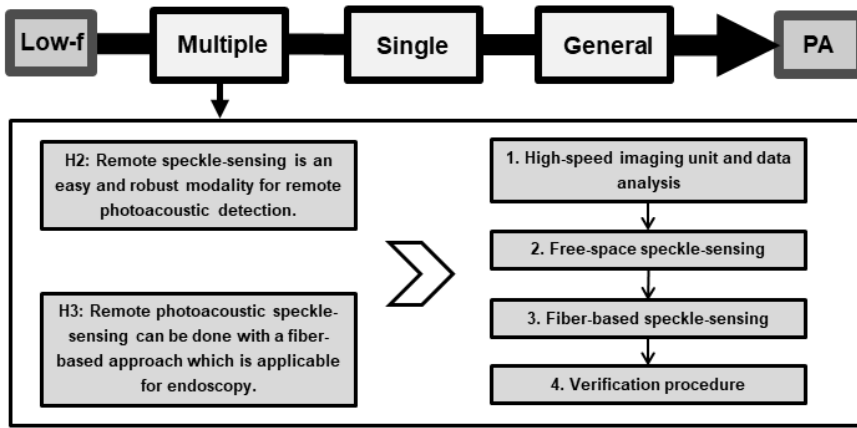 Low-f
Multiple
Single
General
PA
H2: Remote speckle-sensing is an
easy and robust modality for remote
photoacoustic detection.
H3: Remote photoacoustic speckle-
sensing can be done with a fiber-
based approach which is applicable
for endoscopy.
1. High-speed imaging unit and data
analysis
2. Free-space speckle-sensing
3. Fiber-based speckle-sensing
4. Verification procedure